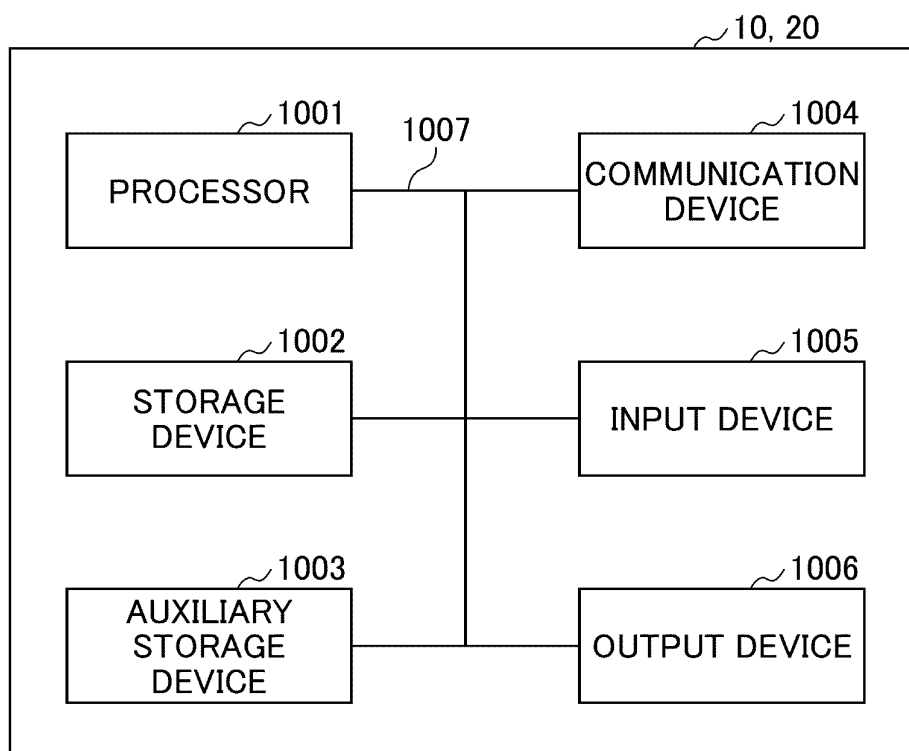 10, 20
1001
PROCESSOR
1007
1004
COMMUNICATION
DEVICE
1002
STORAGE
DEVICE
1005
INPUT DEVICE
1003
AUXILIARY
STORAGE
DEVICE
1006
OUTPUT DEVICE